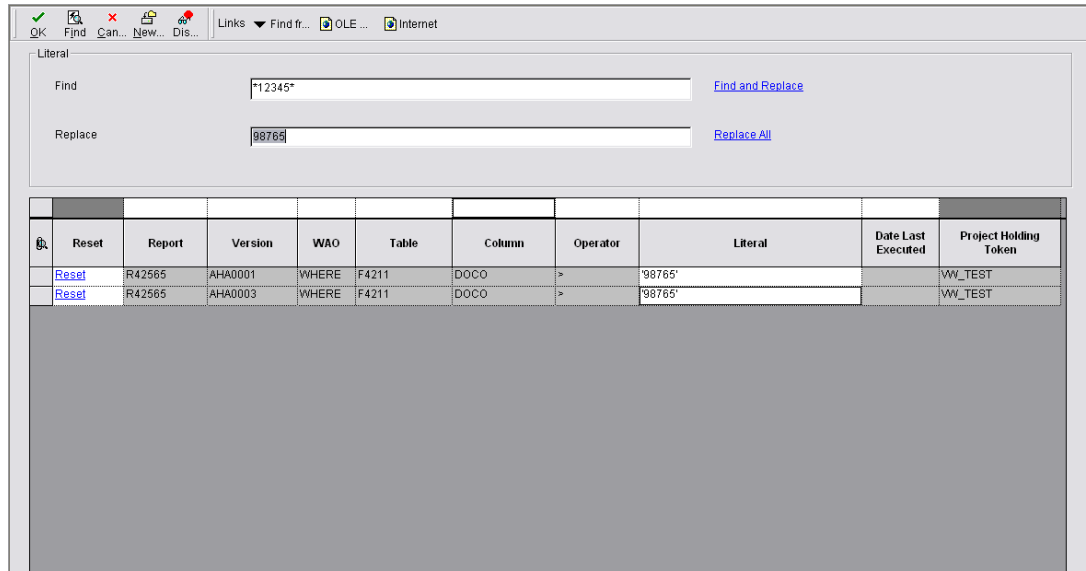 OK Find Can... New... Dis... Links Find fr... OLE ... Internet
Literal
Find *12345* Find and Replace
Replace 98765 Replace All
Reset Report Version WAO Table Column Operator Literal Date Last Executed Project Holding Token
Reset R42565 AHA0001 WHERE F4211 DOCO > '98765' VW_TEST
Reset R42565 AHA0003 WHERE F4211 DOCO > '98765' VW_TEST